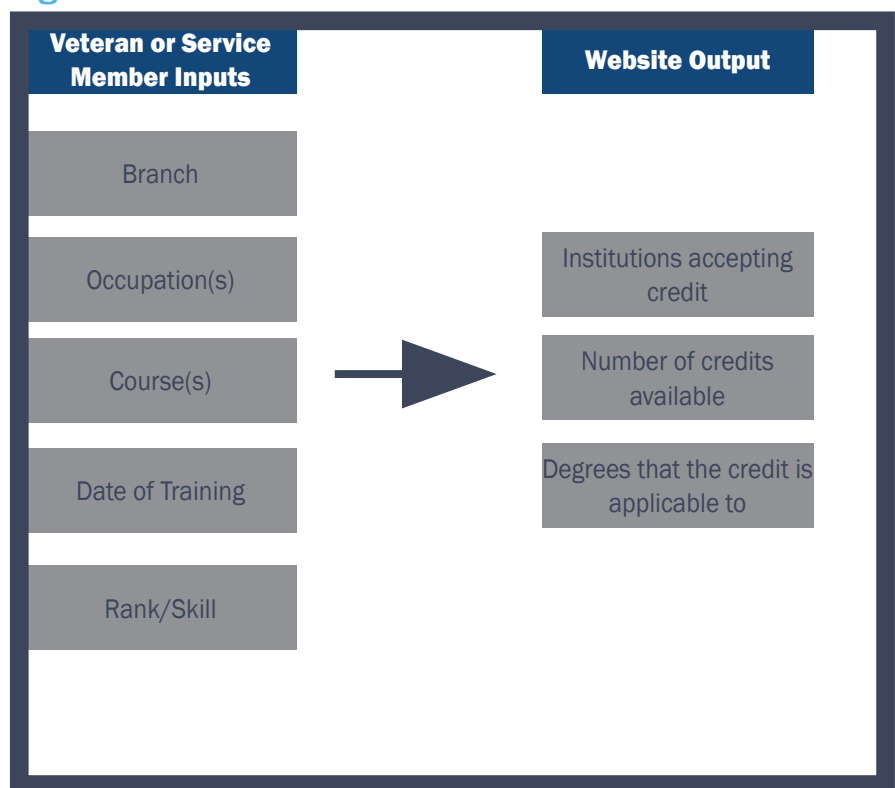 Veteran or Service
Member Inputs
Branch
Occupation(s)
Course(s)
Date of Training
Rank/Skill
Website Output
Institutions accepting
credit
Number of credits
available
Degrees that the credit is
applicable to